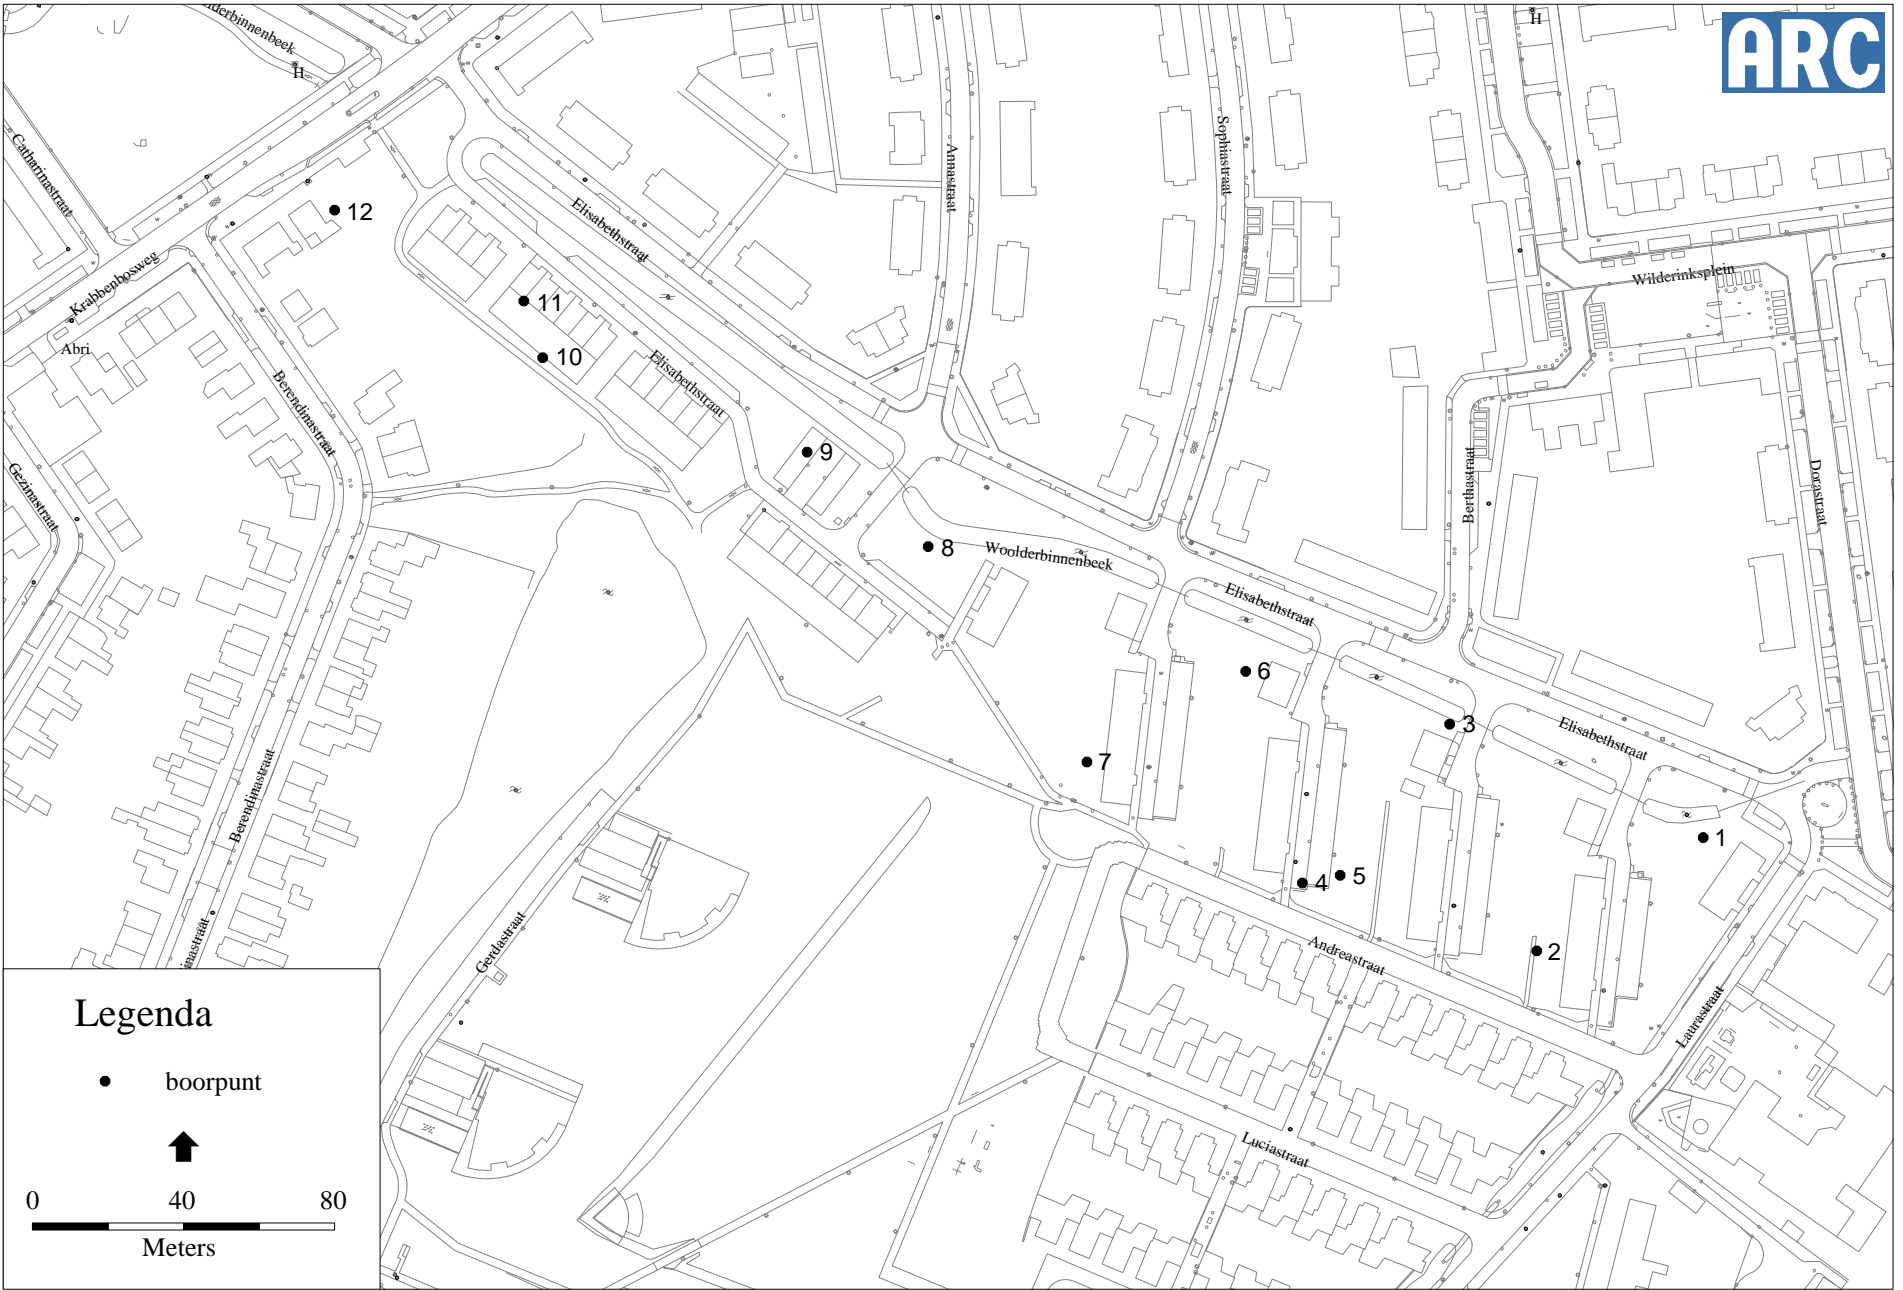 lderbinnenbeek
H
H
ARC
Catharinastraat
Krabbenbosweg
Abri
12
Elisabethstraat
Annastraat
Sophiastraat
Wilderinksplein
11
10
Elisabethstraat
Berendinastraat
Gezinastraat
9
8
Woolderbinnenbeek
Berthastraat
Dorastraat
Elisabethstraat
6
3
Elisabethstraat
7
Berendinastraat
1
5
4
2
Andreastraat
Gerdastraat
inastraat
Laurastraat
Luciastraat
Legenda
boorpunt
0 40 80
Meters